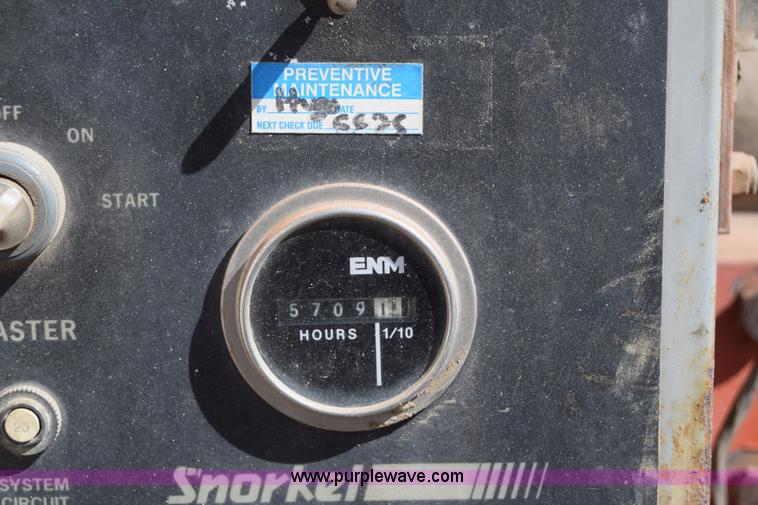 PREVENTIVE
MAINTENANCE
BY DATE
NEXT CHECK DUE
FF
ON
START
ENM
5709
HOURS 1/10
ASTER
25
Snorkel
www.purplewave.com
SYSTEM
CIRCUIT